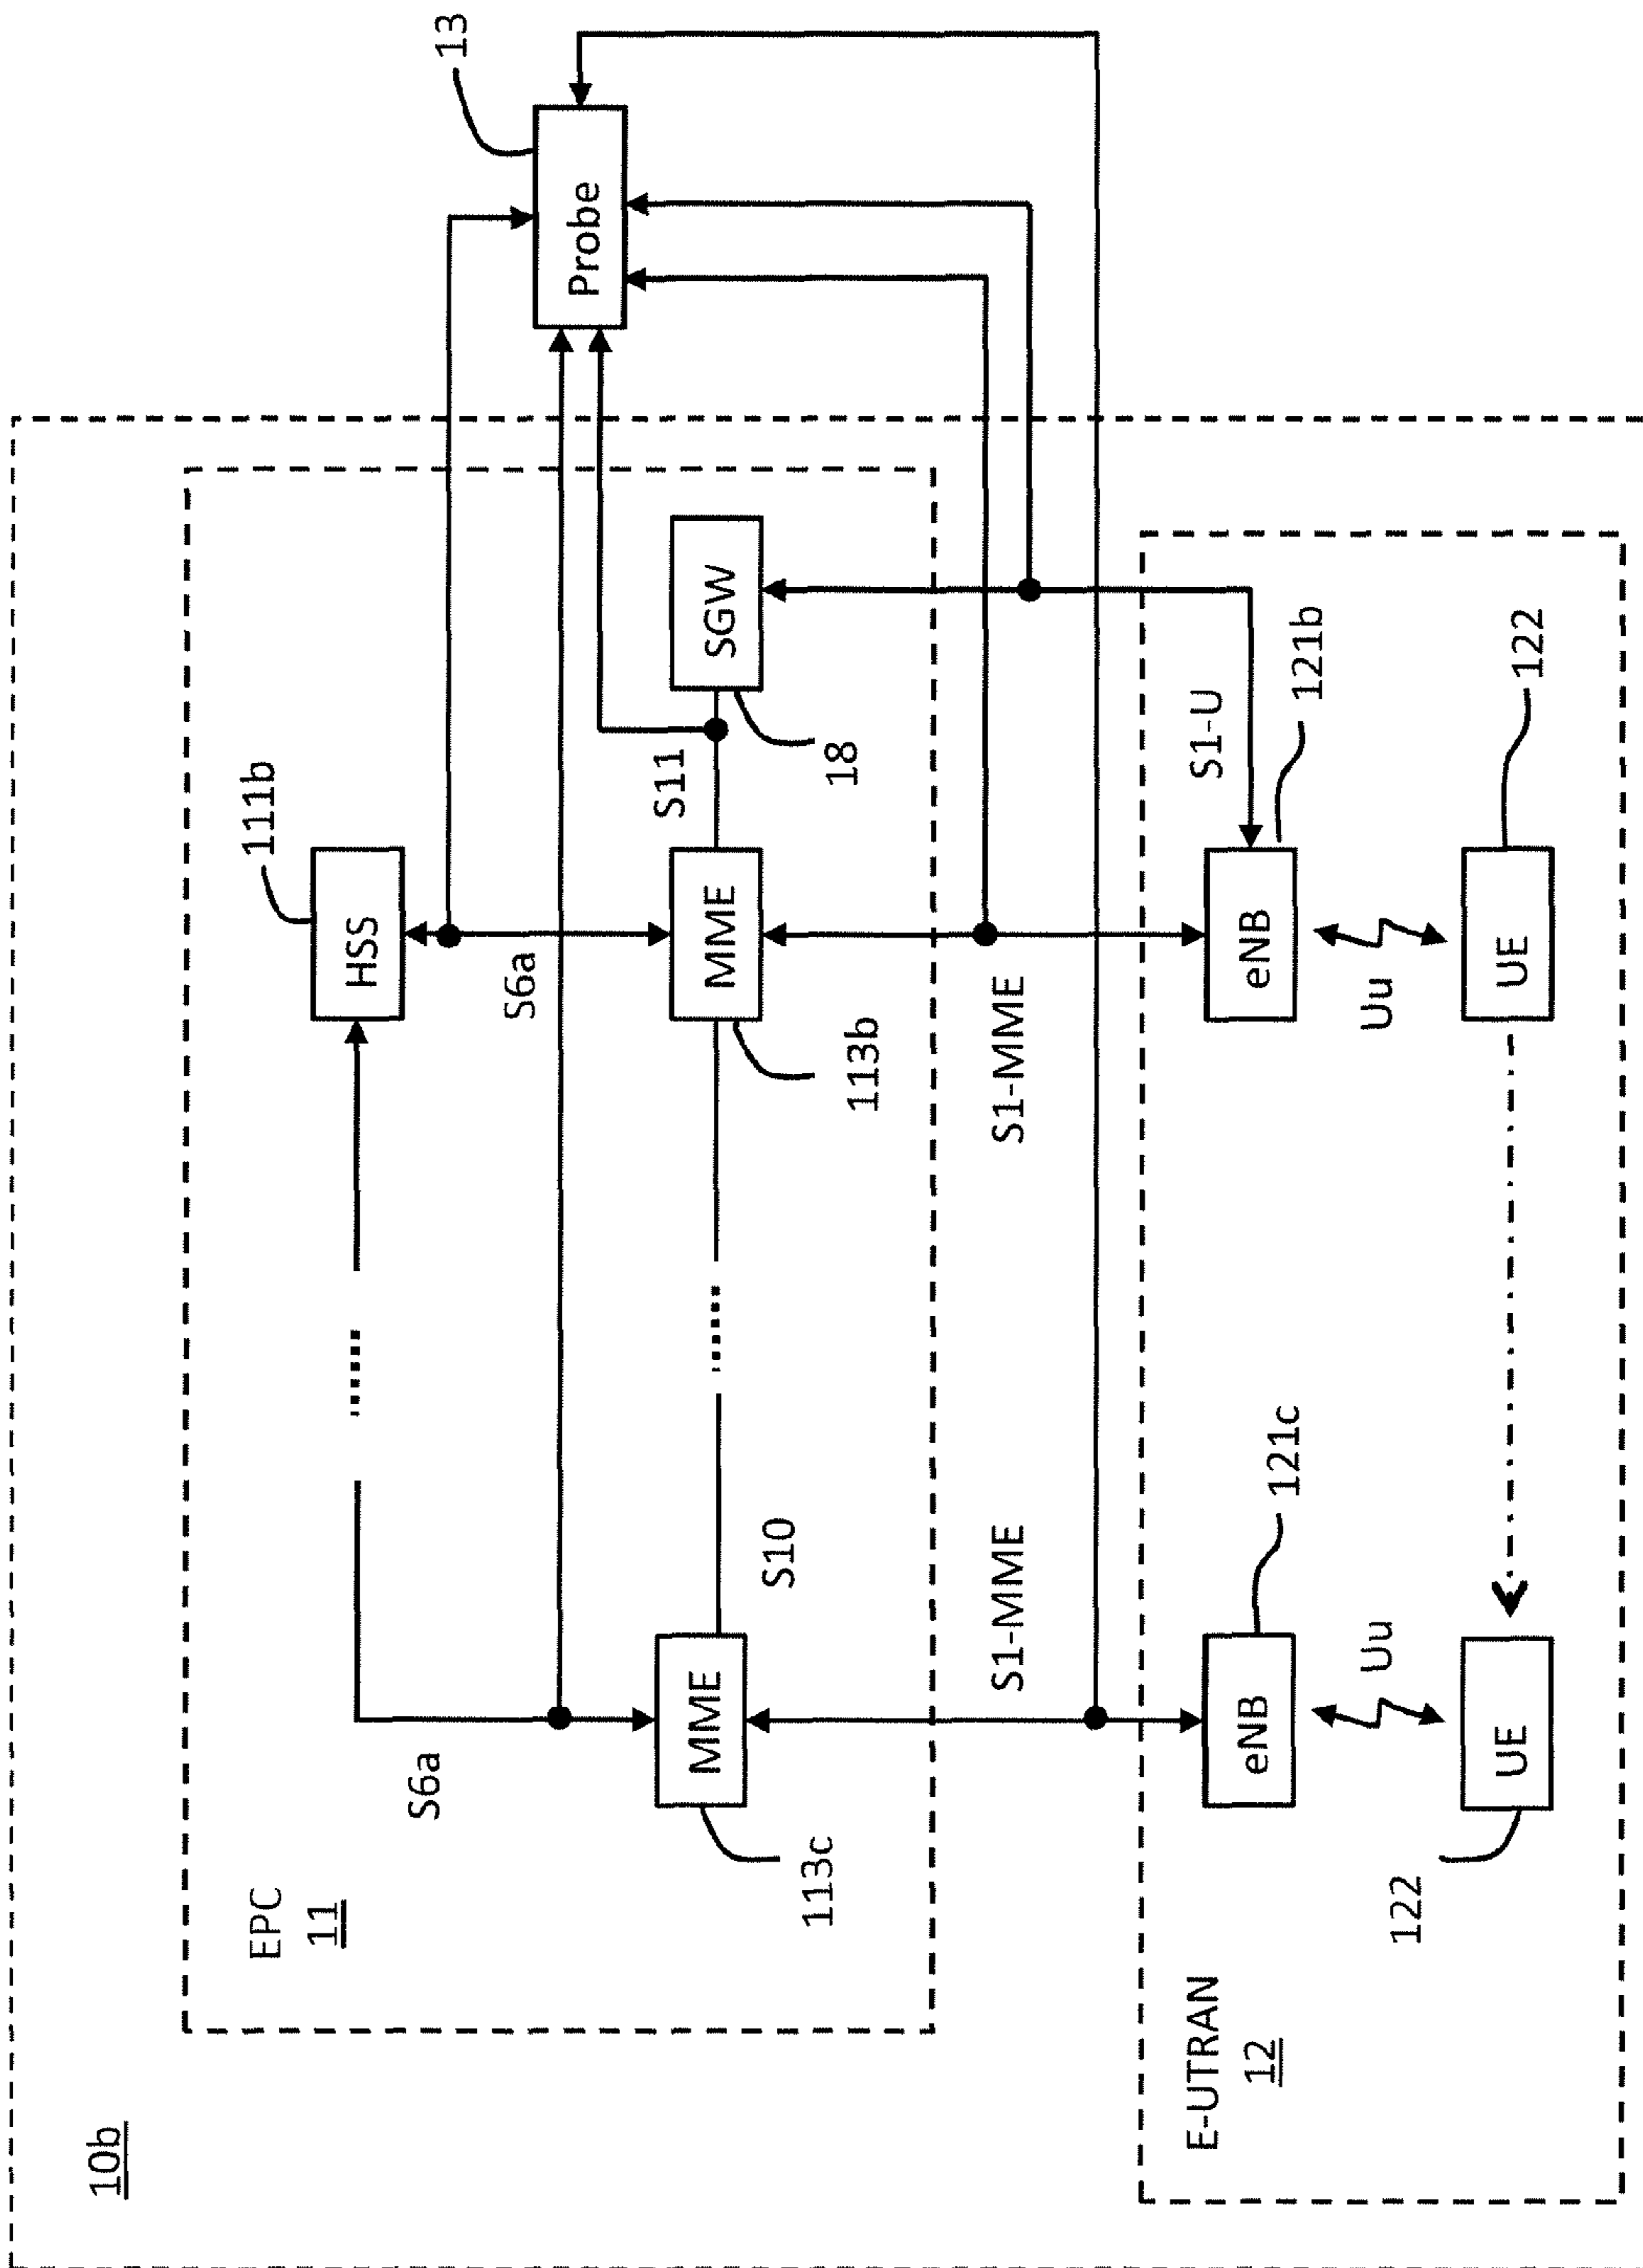 10b
EPC
11
111b
13
HSS
S6a
S6a
Probe
S11
MME
MME
SGW
S10
113c
113b
18
S1-MME
S1-MME
E-UTRAN
12
S1-U
eNB
eNB
121c
121b
Uu
Uu
122
UE
UE
122